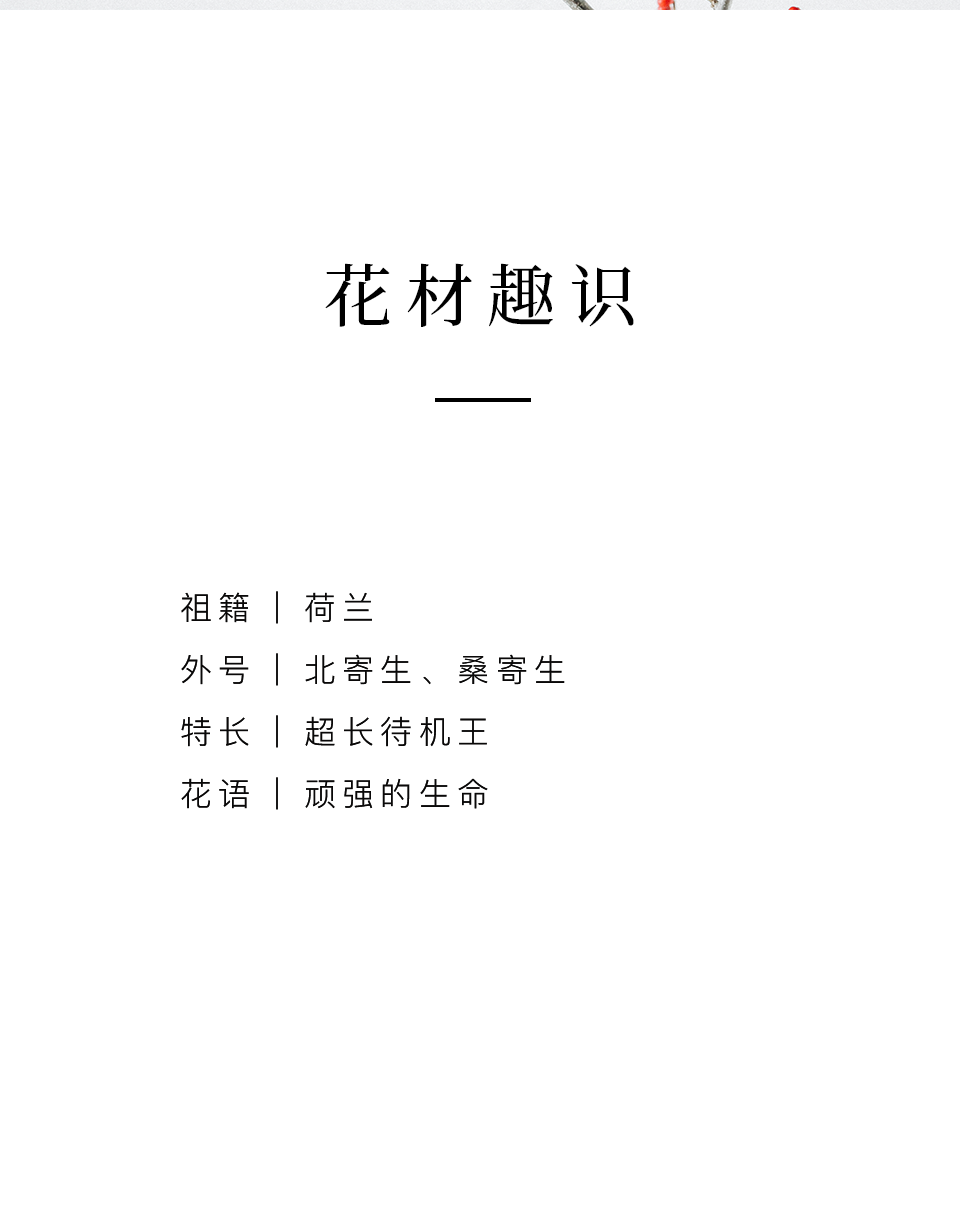 花材趣识
祖籍｜荷兰
外号｜北寄生、桑寄生
特长｜超长待机王
花语｜顽强的生命